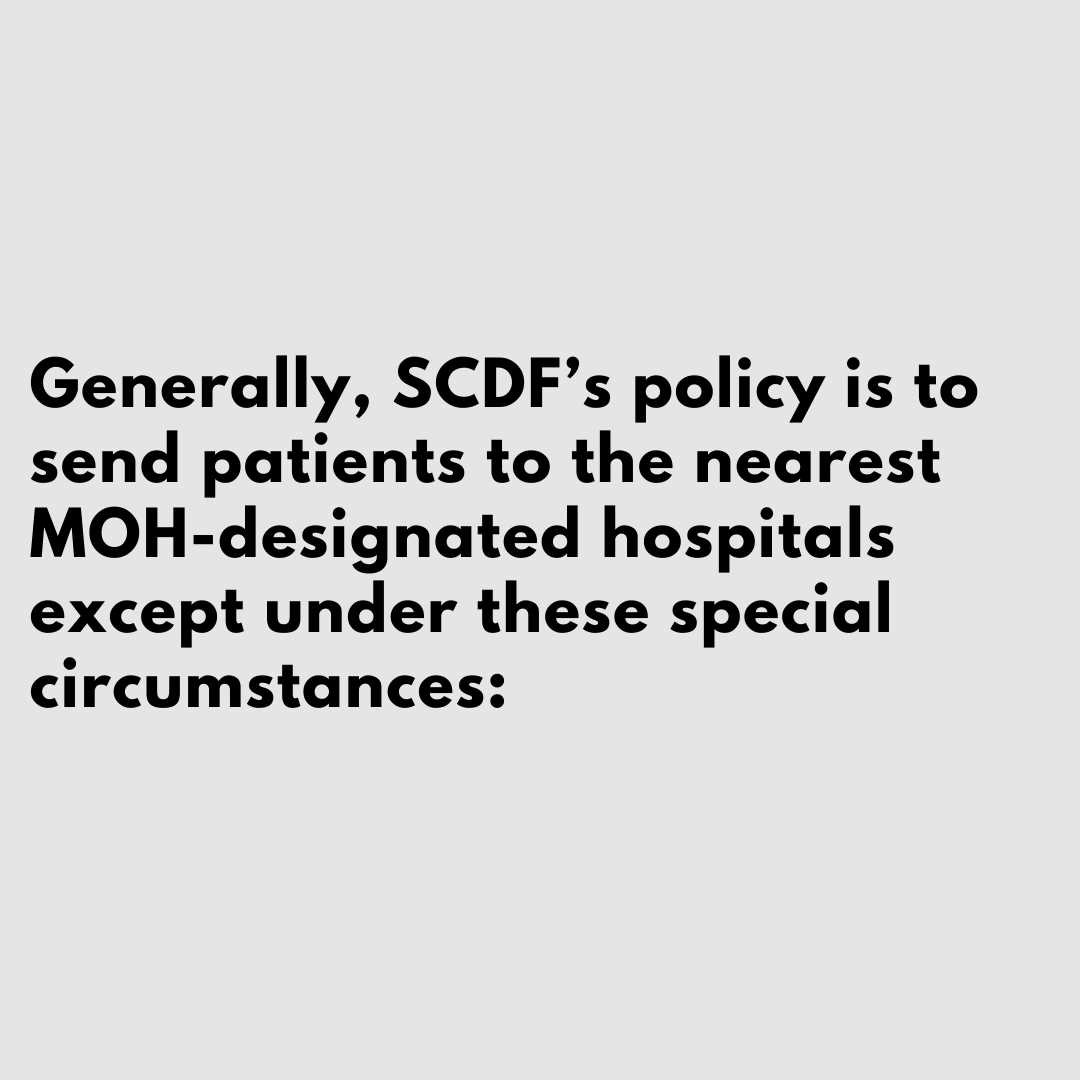 Generally, SCDF’s policy is to
send patients to the nearest
MOH-designated hospitals
except under these special
circumstances: